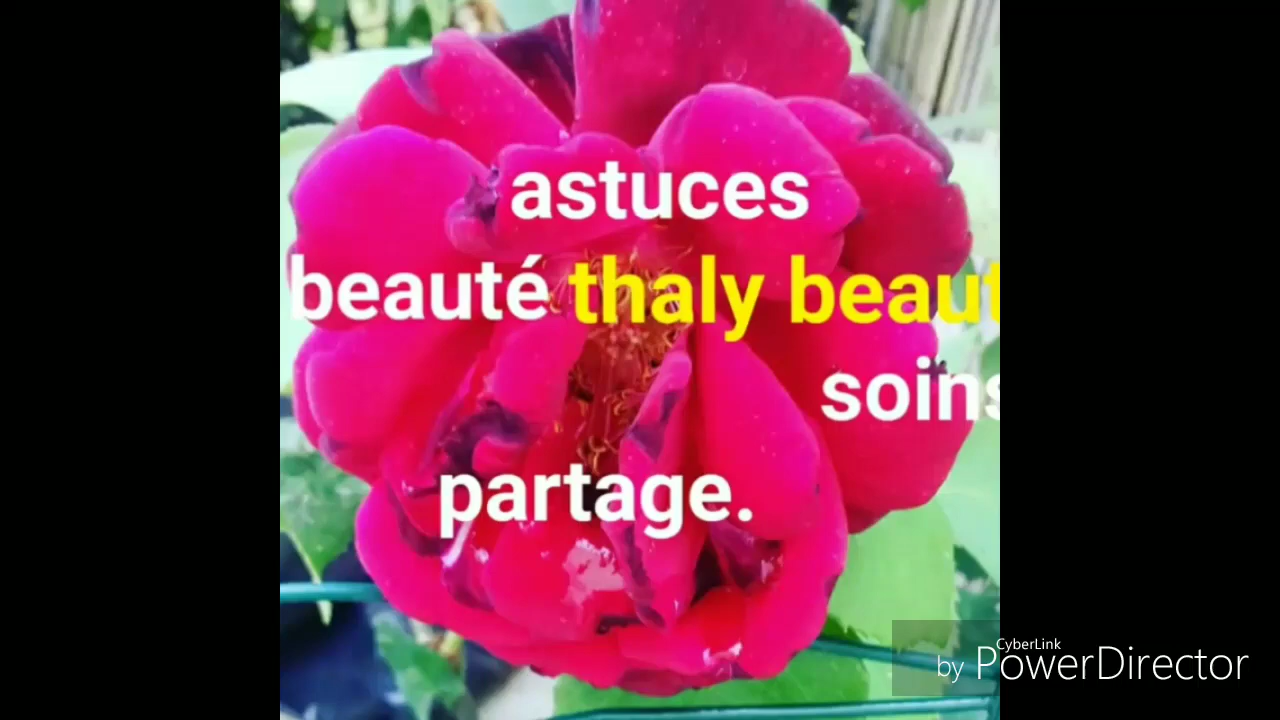 astuces
beauté thaly beaut
soins
partage.
CyberLink
by PowerDirector